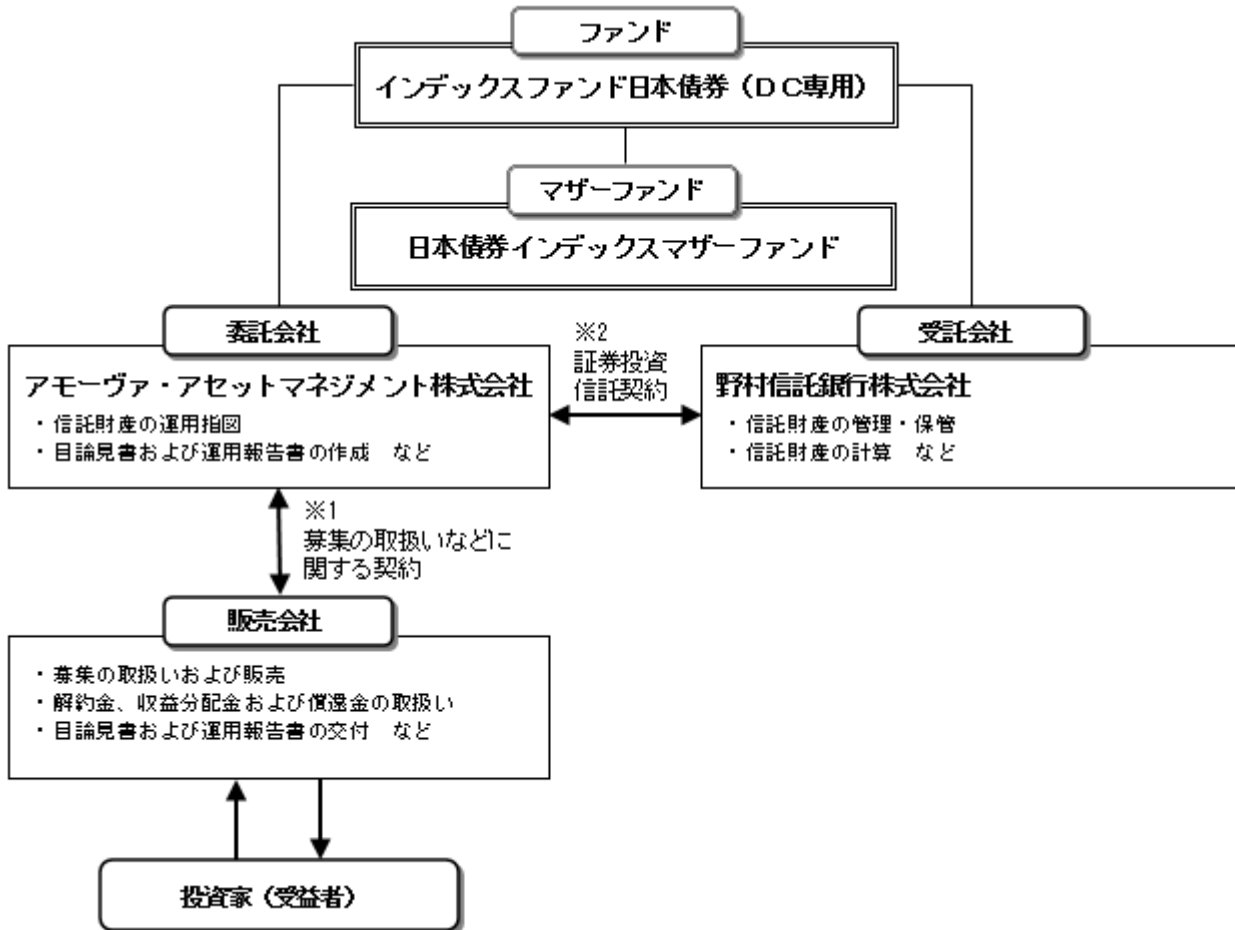 ファンド
インデックスファンド日本債券（ＤＣ専用）
マザーファンド
日本債券インデックスマザーファンド
委託会社
アモーヴァ・アセットマネジメント株式会社
・信託財産の運用指図
・目論見書および運用報告書の作成　など
※2
証券投資
信託契約
受託会社
野村信託銀行株式会社
・信託財産の管理・保管
・信託財産の計算　など
※1
募集の取扱いなどに
関する契約
販売会社
・募集の取扱いおよび販売
・解約金、収益分配金および償還金の取扱い
・目論見書および運用報告書の交付　など
投資家（受益者）